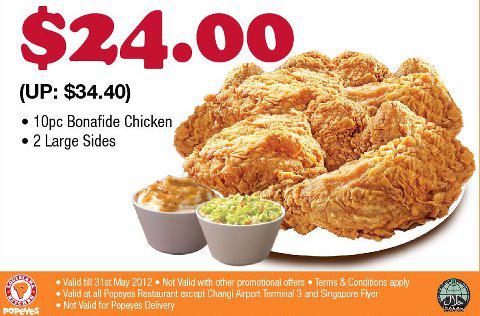 $24.00
(UP: $34.40)
• 10pc Bonafide Chicken
• 2 Large Sides
• Valid till 31st May 2012 • Not Valid with other promotional offers • Terms & Conditions apply
• Valid at all Popeyes Restaurant except Changi Airport Terminal 3 and Singapore Flyer
• Not Valid for Popeyes Delivery
POPEYES